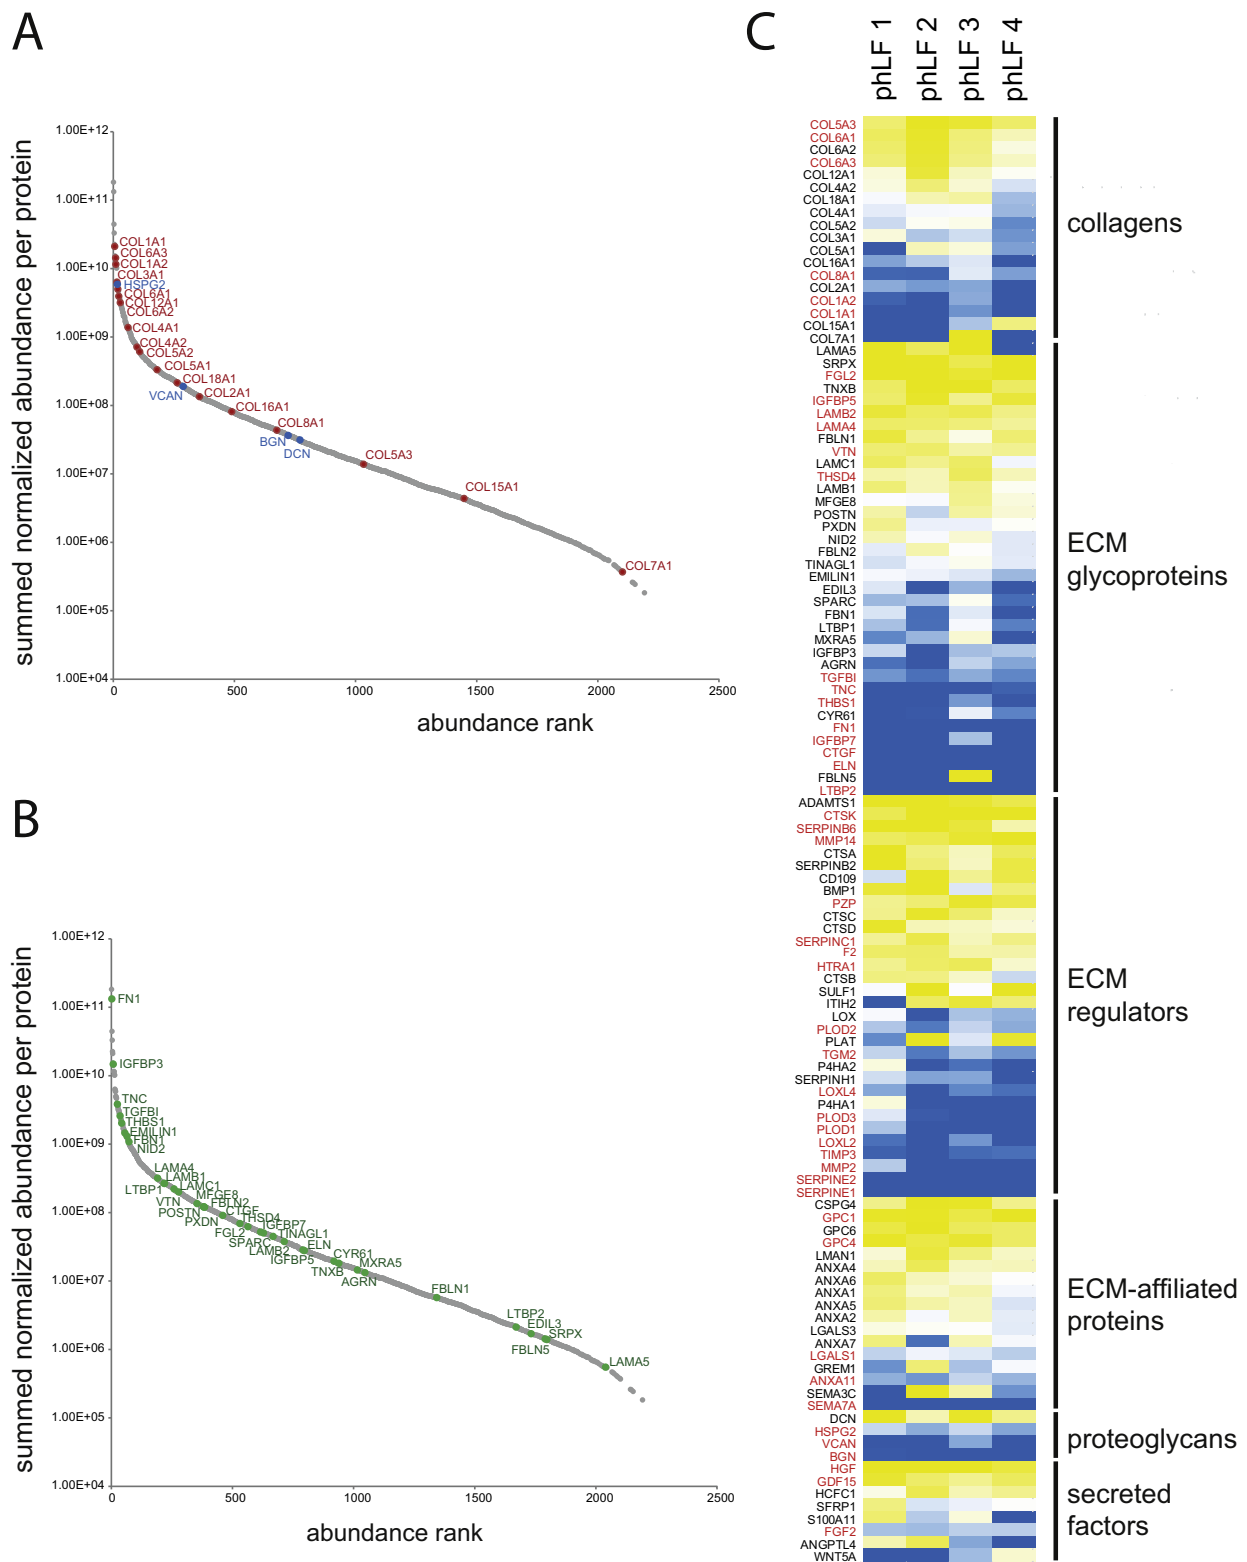 A
summed normalized abundance per protein
1.00E+12
1.00E+11
1.00E+10
1.00E+09
1.00E+08
1.00E+07
1.00E+06
1.00E+05
1.00E+04
COL1A1
COL6A3
COL1A2
COL3A1
HSPG2
COL6A1
COL12A1
COL6A2
COL4A1
COL4A2
COL5A2
COL5A1
COL18A1
VCAN
COL2A1
COL16A1
COL8A1
BGN
DCN
COL5A3
COL15A1
COL7A1
0
500
1000
1500
2000
2500
abundance rank
B
summed normalized abundance per protein
1.00E+12
1.00E+11
1.00E+10
1.00E+09
1.00E+08
1.00E+07
1.00E+06
1.00E+05
1.00E+04
FN1
IGFBP3
TNC
TGFBI
THBS1
EMILIN1
FBN1
NID2
LAMA4
LAMB1
LTBP1
LAMC1
VTN
MFGE8
POSTN
FBLN2
PXDN
CTGF
THSD4
FGL2
IGFBP7
SPARC
TINAGL1
LAMB2
ELN
IGFBP5
CYR61
TNXB
MXRA5
AGRN
FBLN1
LTBP2
EDIL3
SRPX
FBLN5
LAMA5
0
500
1000
1500
2000
2500
abundance rank
C
phLF 1
phLF 2
phLF 3
phLF 4
COL5A3
COL6A1
COL6A2
COL6A3
COL12A1
COL4A2
COL18A1
COL4A1
COL5A2
COL3A1
COL5A1
COL16A1
COL8A1
COL2A1
COL1A2
COL1A1
COL15A1
COL7A1
collagens
LAMA5
SRPX
FGL2
TNXB
IGFBP5
LAMB2
LAMA4
FBLN1
VTN
LAMC1
THSD4
LAMB1
MFGE8
POSTN
PXDN
NID2
FBLN2
TINAGL1
EMILIN1
EDIL3
SPARC
FBN1
LTBP1
MXRA5
IGFBP3
AGRN
TGFBI
TNC
THBS1
CYR61
FN1
IGFBP7
CTGF
ELN
FBLN5
LTBP2
ECM
glycoproteins
ADAMTS1
CTSK
SERPINB6
MMP14
CTSA
SERPINB2
CD109
BMP1
PZP
CTSC
CTSD
SERPINC1
F2
HTRA1
CTSB
SULF1
ITIH2
LOX
PLOD2
PLAT
TGM2
P4HA2
SERPINH1
LOXL4
P4HA1
PLOD3
PLOD1
LOXL2
TIMP3
MMP2
SERPINE2
SERPINE1
ECM
regulators
CSPG4
GPC1
GPC6
GPC4
LMAN1
ANXA4
ANXA6
ANXA1
ANXA5
ANXA2
LGALS3
ANXA7
LGALS1
GREM1
ANXA11
SEMA3C
SEMA7A
ECM-affiliated
proteins
DCN
HSPG2
VCAN
BGN
proteoglycans
HGF
GDF15
HCFC1
SFRP1
S100A11
FGF2
ANGPTL4
WNT5A
secreted
factors